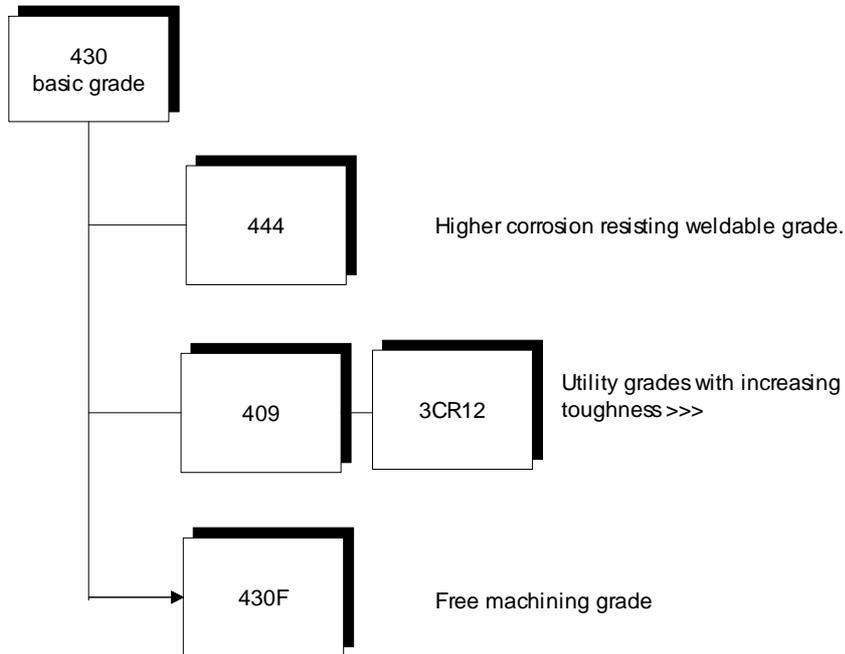 430
basic grade
444
Higher corrosion resisting weldable grade.
409
3CR12
Utility grades with increasing
toughness >>>
430F
Free machining grade